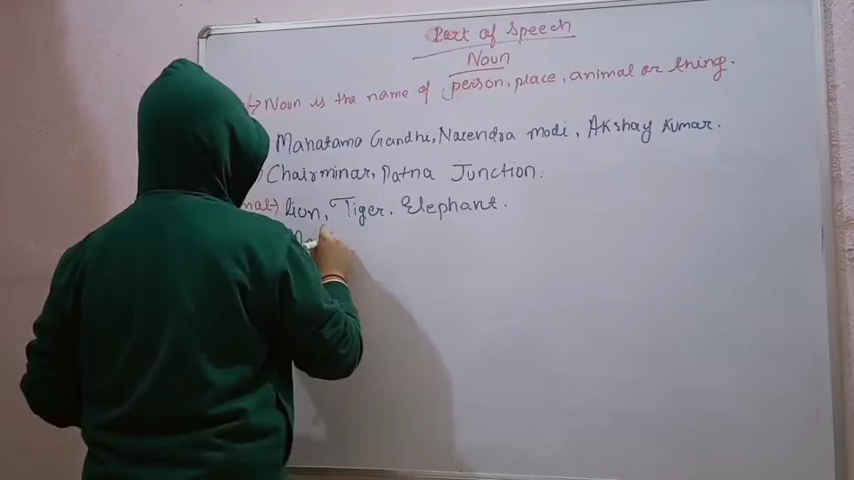 Part of Speech
Noun
Noun is the name of person, place, animal or thing.
Mahatama Gandhi, Narendra modi, Akshay Kumar.
Chairminar, Patna Junction.
lion, Tiger, Elephant.